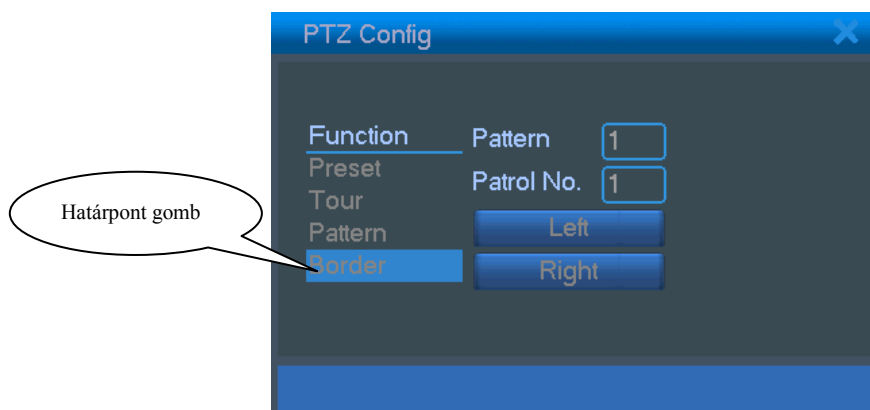 PTZ Config
Function
Preset
Tour
Pattern
Border
Pattern 1
Patrol No. 1
Left
Right
Határpont gomb